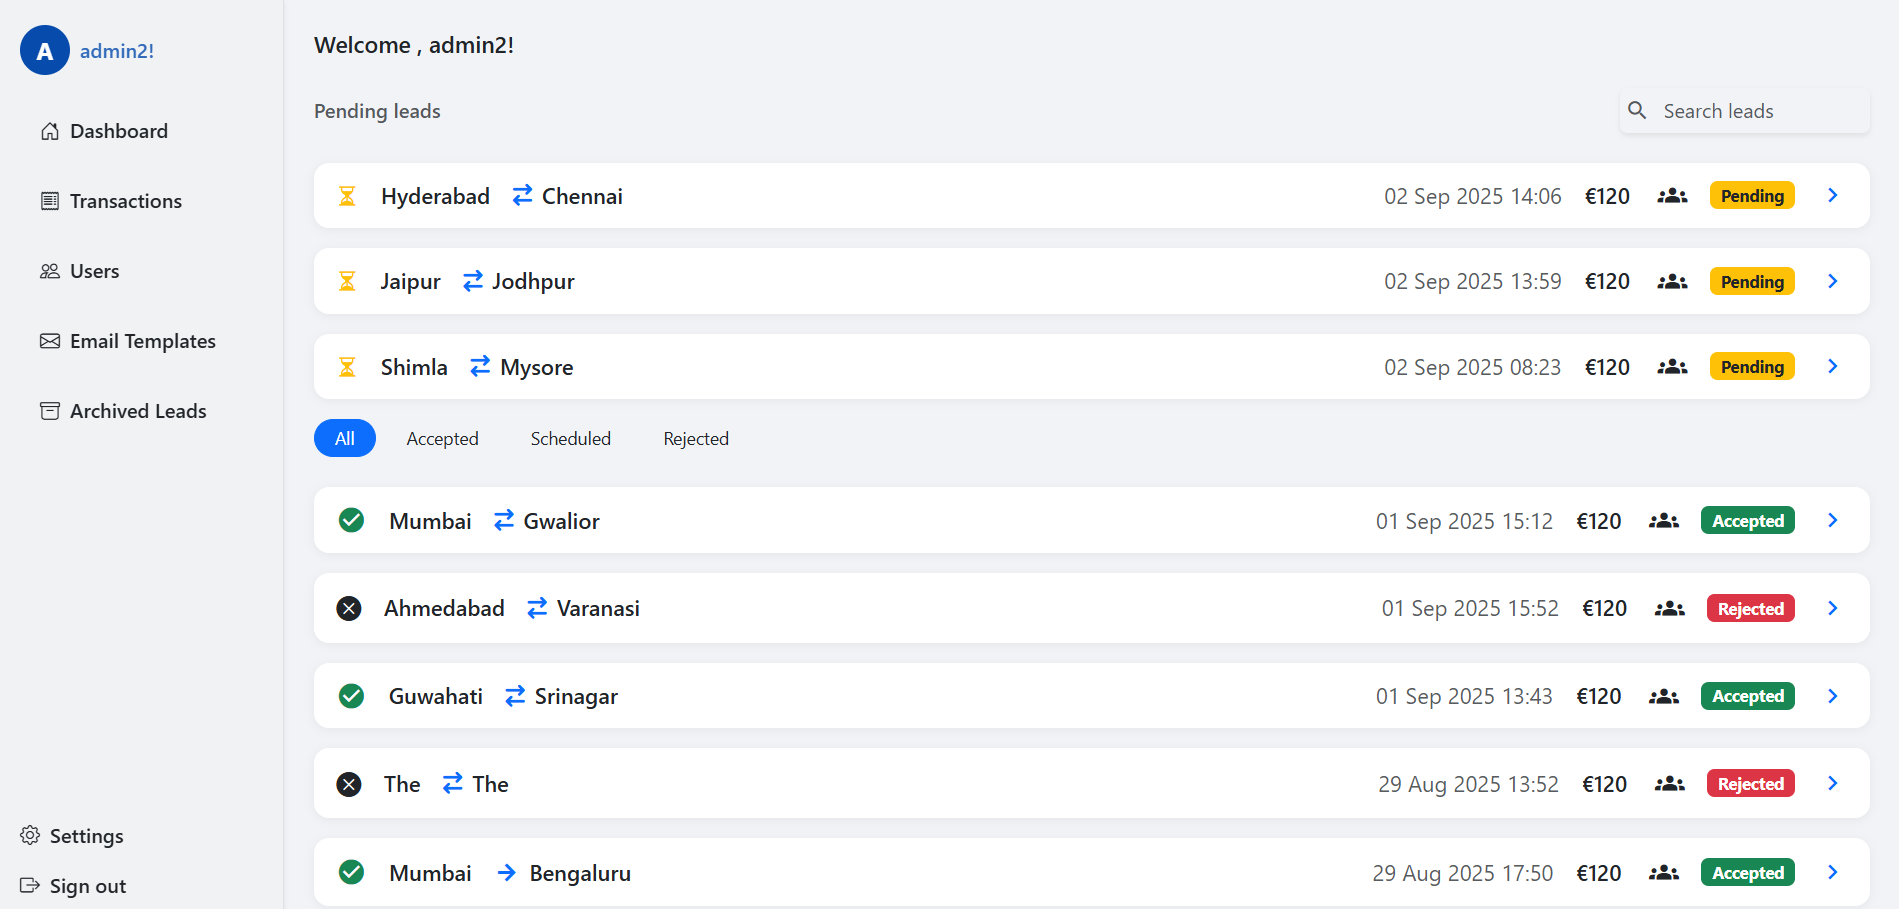 A admin2!
Dashboard
Transactions
Users
Email Templates
Archived Leads
Settings
Sign out
Welcome , admin2!
Pending leads
Search leads
Hyderabad Chennai 02 Sep 2025 14:06 €120 Pending
Jaipur Jodhpur 02 Sep 2025 13:59 €120 Pending
Shimla Mysore 02 Sep 2025 08:23 €120 Pending
All Accepted Scheduled Rejected
Mumbai Gwalior 01 Sep 2025 15:12 €120 Accepted
Ahmedabad Varanasi 01 Sep 2025 15:52 €120 Rejected
Guwahati Srinagar 01 Sep 2025 13:43 €120 Accepted
The The 29 Aug 2025 13:52 €120 Rejected
Mumbai Bengaluru 29 Aug 2025 17:50 €120 Accepted